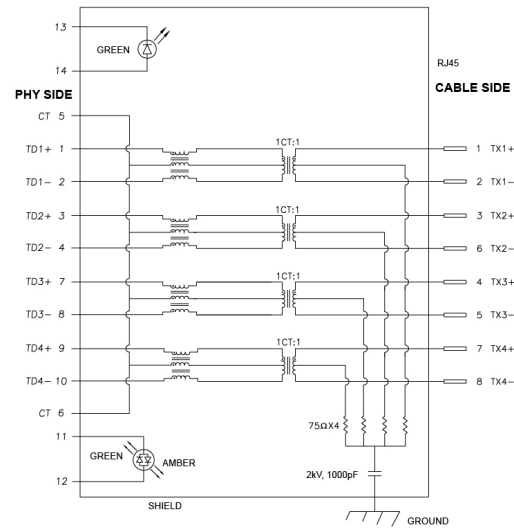 13
GREEN
14
RJ45
PHY SIDE
CABLE SIDE
CT 5
1CT:1
TD1+ 1
1 TX1+
TD1- 2
2 TX1-
1CT:1
TD2+ 3
3 TX2+
TD2- 4
6 TX2-
1CT:1
TD3+ 7
4 TX3+
TD3- 8
5 TX3-
1CT:1
TD4+ 9
7 TX4+
TD4- 10
8 TX4-
CT 6
75ΩX4
11
GREEN
AMBER
12
2kV, 1000pF
SHIELD
GROUND